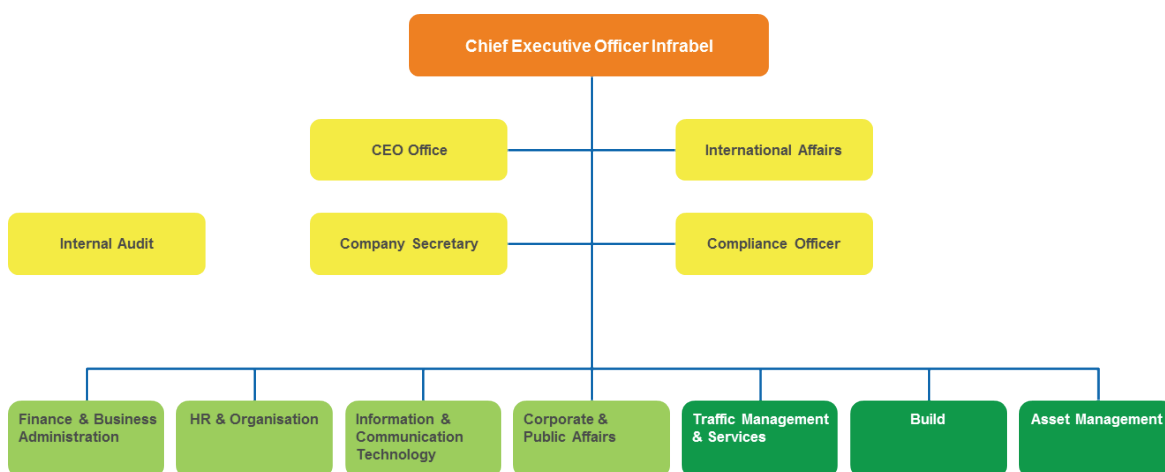 Chief Executive Officer Infrabel
CEO Office
International Affairs
Internal Audit
Company Secretary
Compliance Officer
Finance & Business
Administration
HR & Organisation
Information &
Communication
Technology
Corporate &
Public Affairs
Traffic Management
& Services
Build
Asset Management